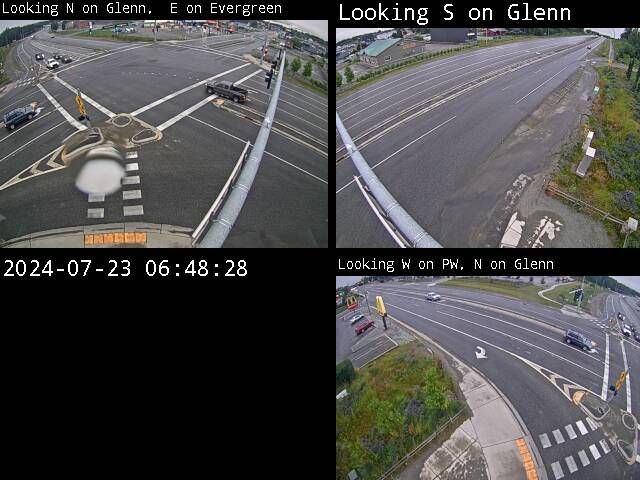 Looking N on Glenn,  E on Evergreen
Looking S on Glenn
2024-07-23 06:48:28
Looking W on PW, N on Glenn